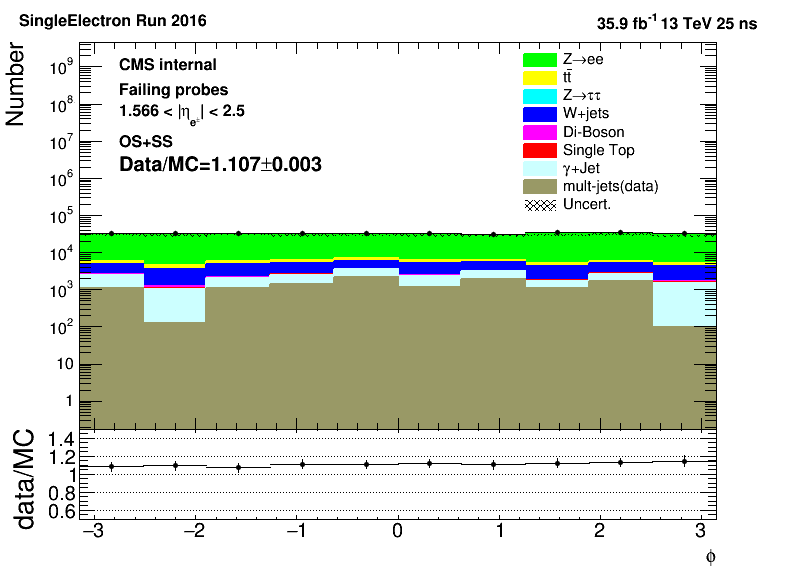 SingleElectron Run 2016
35.9 fb⁻¹ 13 TeV 25 ns
Number
CMS internal
Failing probes
1.566 < |η_e±| < 2.5
OS+SS
Data/MC=1.107±0.003
Z→ee
tt̄
Z→ττ
W+jets
Di-Boson
Single Top
γ+Jet
mult-jets(data)
Uncert.
10⁹
10⁸
10⁷
10⁶
10⁵
10⁴
10³
10²
10
1
data/MC
1.4
1.2
1
0.8
0.6
−3 −2 −1 0 1 2 3
ϕ